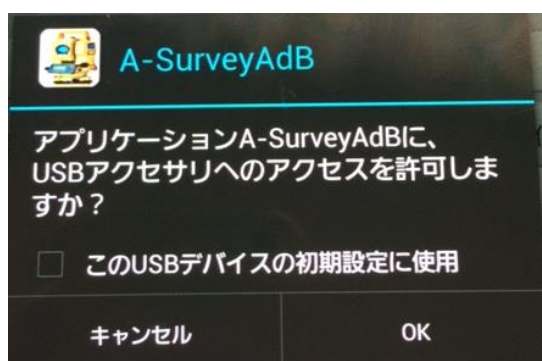 A-SurveyAdB
アプリケーションA-SurveyAdBに、
USBアクセサリへのアクセスを許可しま
すか？
このUSBデバイスの初期設定に使用
キャンセル
OK